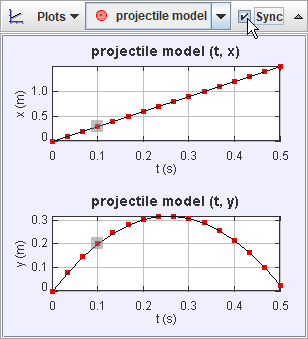 Plots projectile model Sync
projectile model (t, x)
x (m)
1.0
0.5
0
0 0.1 0.2 0.3 0.4 0.5
t (s)
projectile model (t, y)
y (m)
0.3
0.2
0.1
0
0 0.1 0.2 0.3 0.4 0.5
t (s)